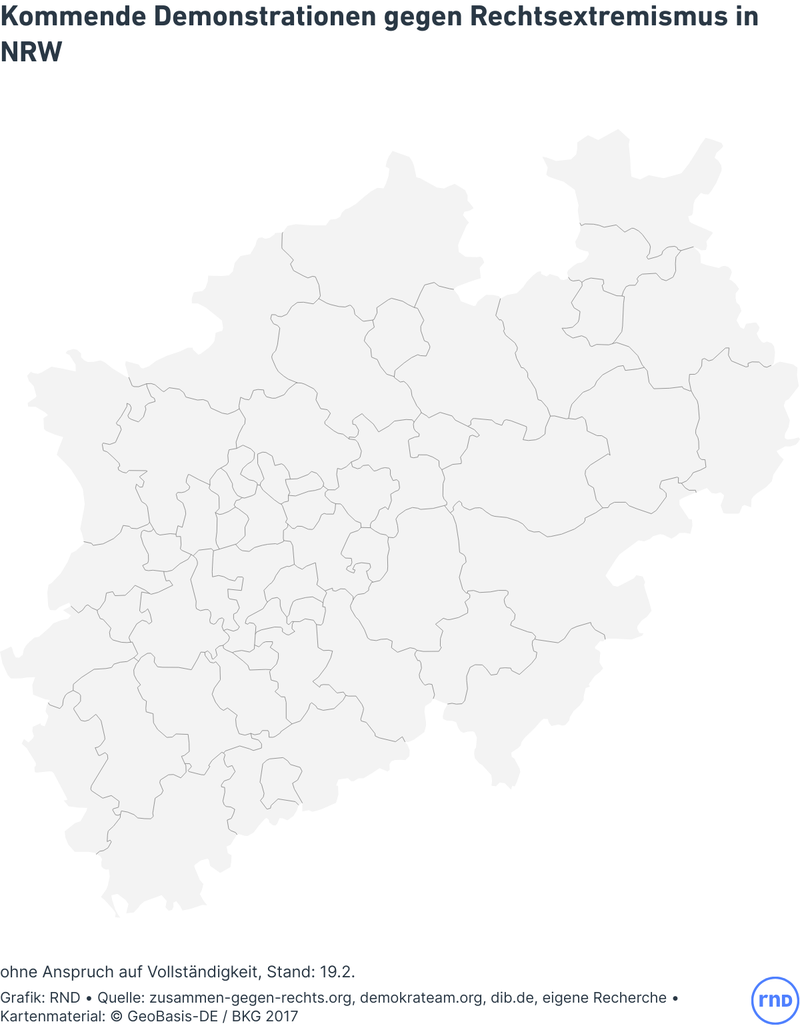 Kommende Demonstrationen gegen Rechtsextremismus in
NRW
ohne Anspruch auf Vollständigkeit, Stand: 19.2.
Grafik: RND • Quelle: zusammen-gegen-rechts.org, demokrateam.org, dib.de, eigene Recherche •
Kartenmaterial: © GeoBasis-DE / BKG 2017
rnd